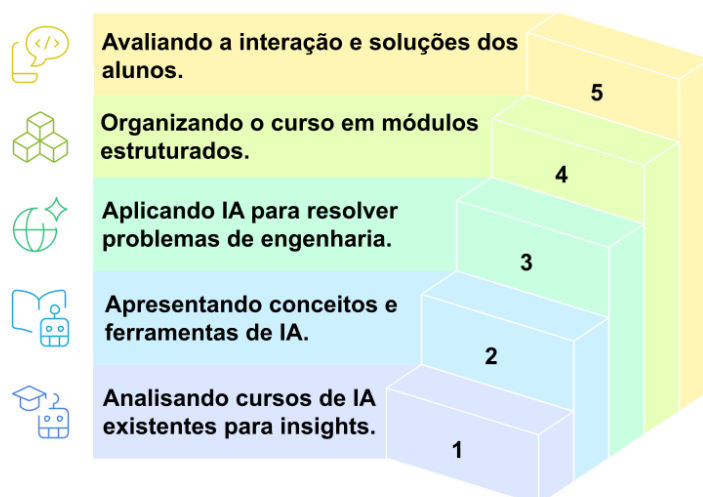 </>
Avaliando a interação e soluções dos
alunos.
5
Organizando o curso em módulos
estruturados.
4
Aplicando IA para resolver
problemas de engenharia.
3
Apresentando conceitos e
ferramentas de IA.
2
Analisando cursos de IA
existentes para insights.
1